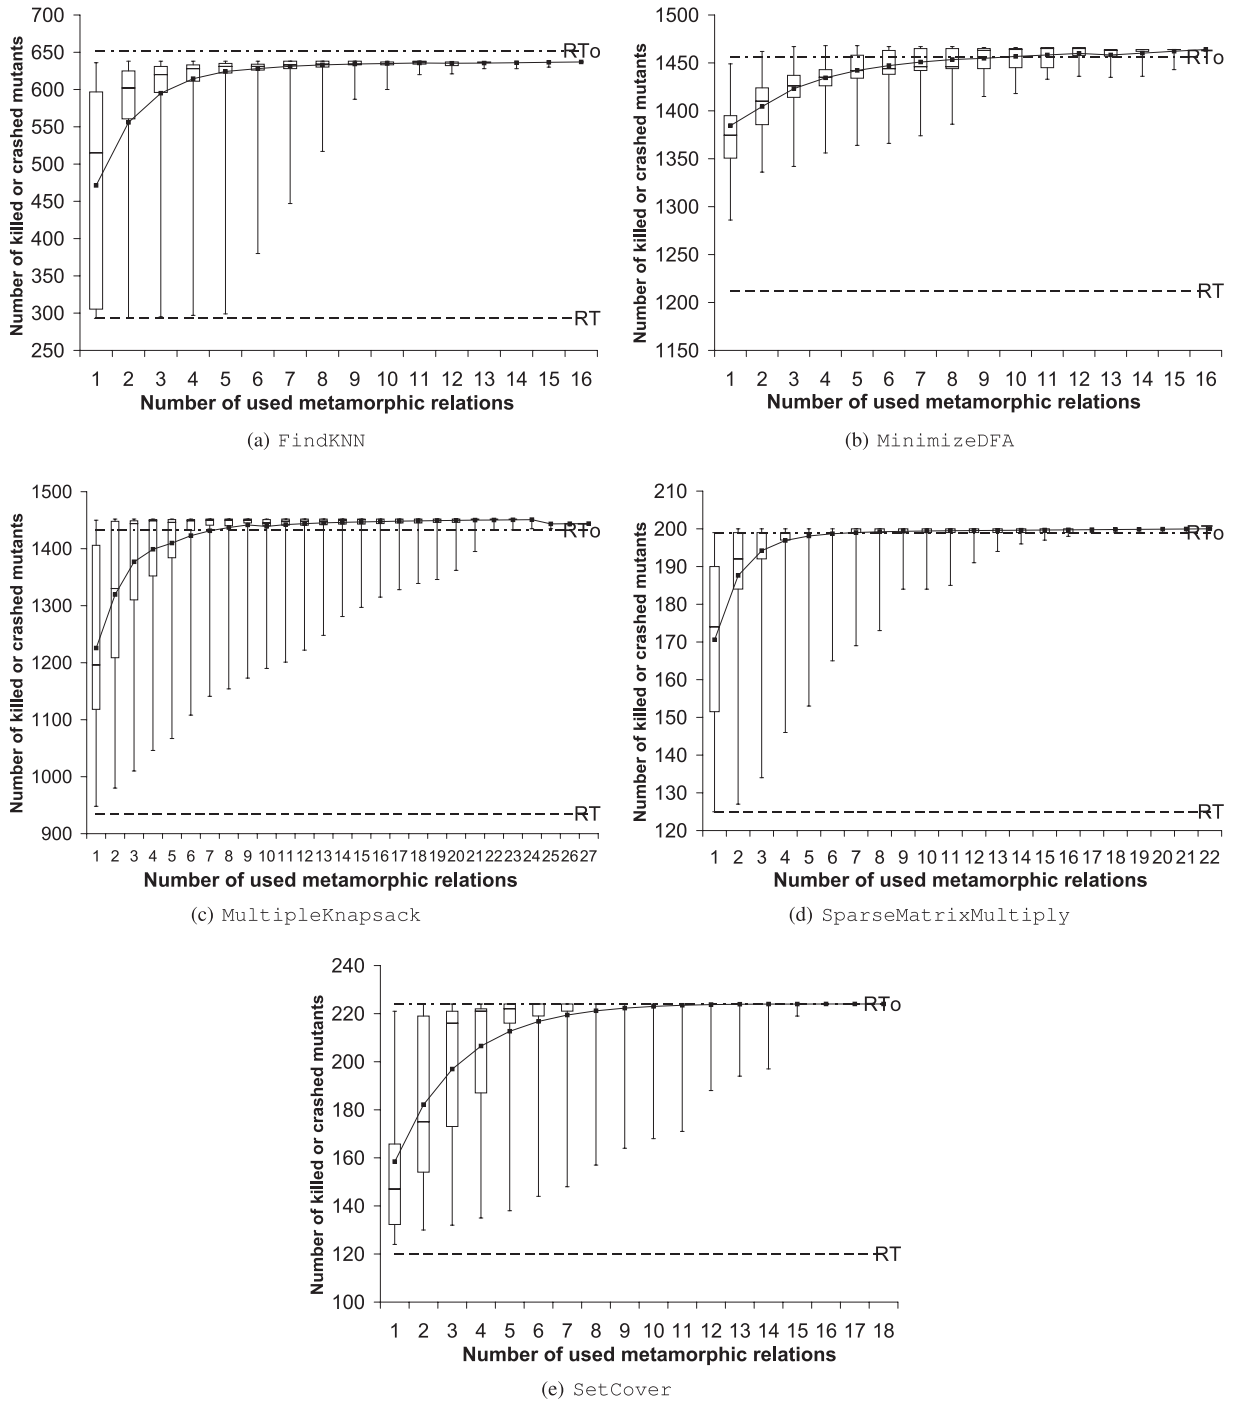 Number of killed or crashed mutants
700
650
600
550
500
450
400
350
300
250
RTo
RT
1 2 3 4 5 6 7 8 9 10 11 12 13 14 15 16
Number of used metamorphic relations
(a) FindKNN
Number of killed or crashed mutants
1500
1450
1400
1350
1300
1250
1200
1150
RTo
RT
1 2 3 4 5 6 7 8 9 10 11 12 13 14 15 16
Number of used metamorphic relations
(b) MinimizeDFA
Number of killed or crashed mutants
1500
1400
1300
1200
1100
1000
900
RTo
RT
1 2 3 4 5 6 7 8 9 10 11 12 13 14 15 16 17 18 19 20 21 22 23 24 25 26 27
Number of used metamorphic relations
(c) MultipleKnapsack
Number of killed or crashed mutants
210
200
190
180
170
160
150
140
130
120
RTo
RT
1 2 3 4 5 6 7 8 9 10 11 12 13 14 15 16 17 18 19 20 21 22
Number of used metamorphic relations
(d) SparseMatrixMultiply
Number of killed or crashed mutants
240
220
200
180
160
140
120
100
RTo
RT
1 2 3 4 5 6 7 8 9 10 11 12 13 14 15 16 17 18
Number of used metamorphic relations
(e) SetCover